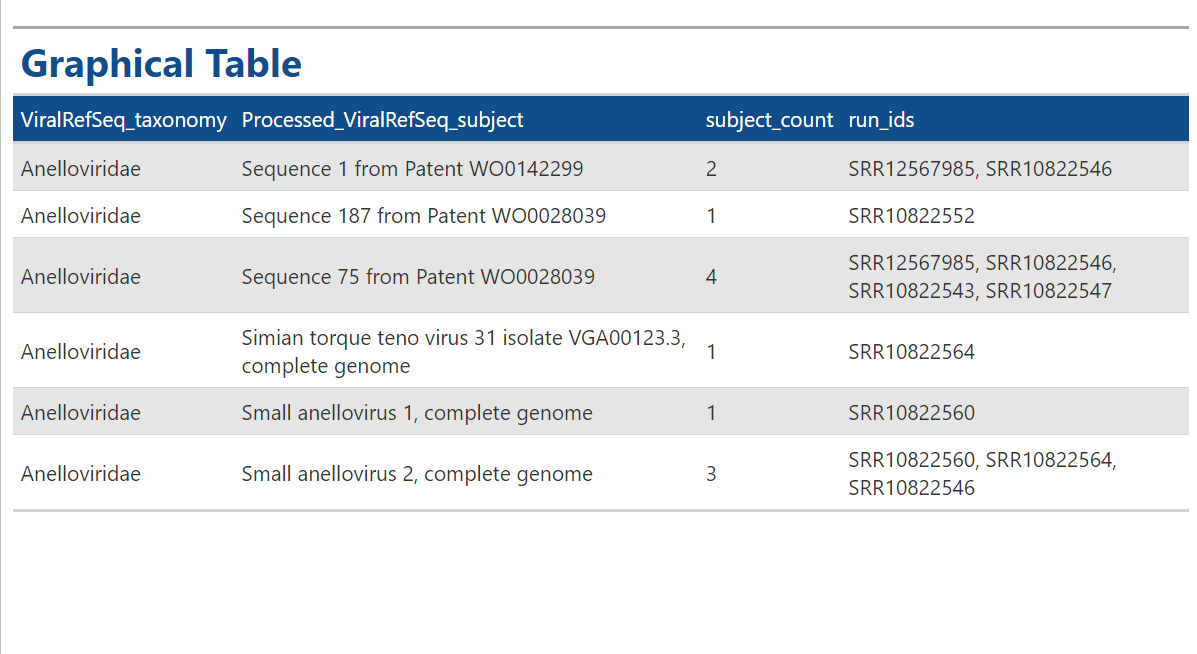 Graphical Table
ViralRefSeq_taxonomy Processed_ViralRefSeq_subject subject_count run_ids
Anelloviridae Sequence 1 from Patent WO0142299 2 SRR12567985, SRR10822546
Anelloviridae Sequence 187 from Patent WO0028039 1 SRR10822552
Anelloviridae Sequence 75 from Patent WO0028039 4 SRR12567985, SRR10822546,
SRR10822543, SRR10822547
Anelloviridae Simian torque teno virus 31 isolate VGA00123.3,
complete genome 1 SRR10822564
Anelloviridae Small anellovirus 1, complete genome 1 SRR10822560
Anelloviridae Small anellovirus 2, complete genome 3 SRR10822560, SRR10822564,
SRR10822546